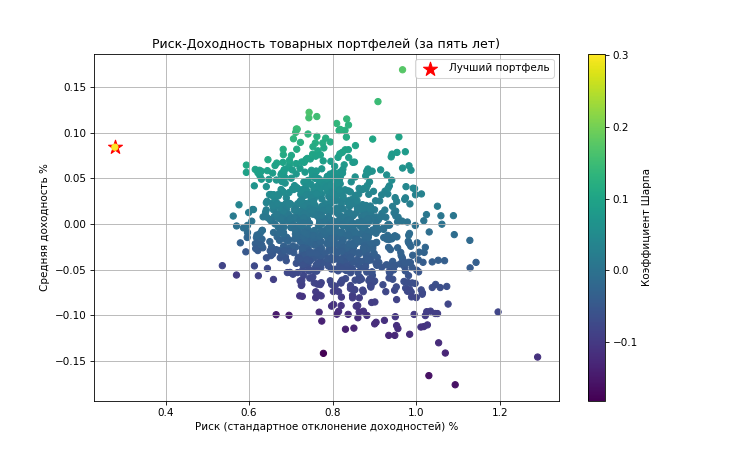 Риск-Доходность товарных портфелей (за пять лет)
Лучший портфель
Средняя доходность %
0.15
0.10
0.05
0.00
−0.05
−0.10
−0.15
0.4 0.6 0.8 1.0 1.2
Риск (стандартное отклонение доходностей) %
0.3
0.2
0.1
0.0
−0.1
Коэффициент Шарпа